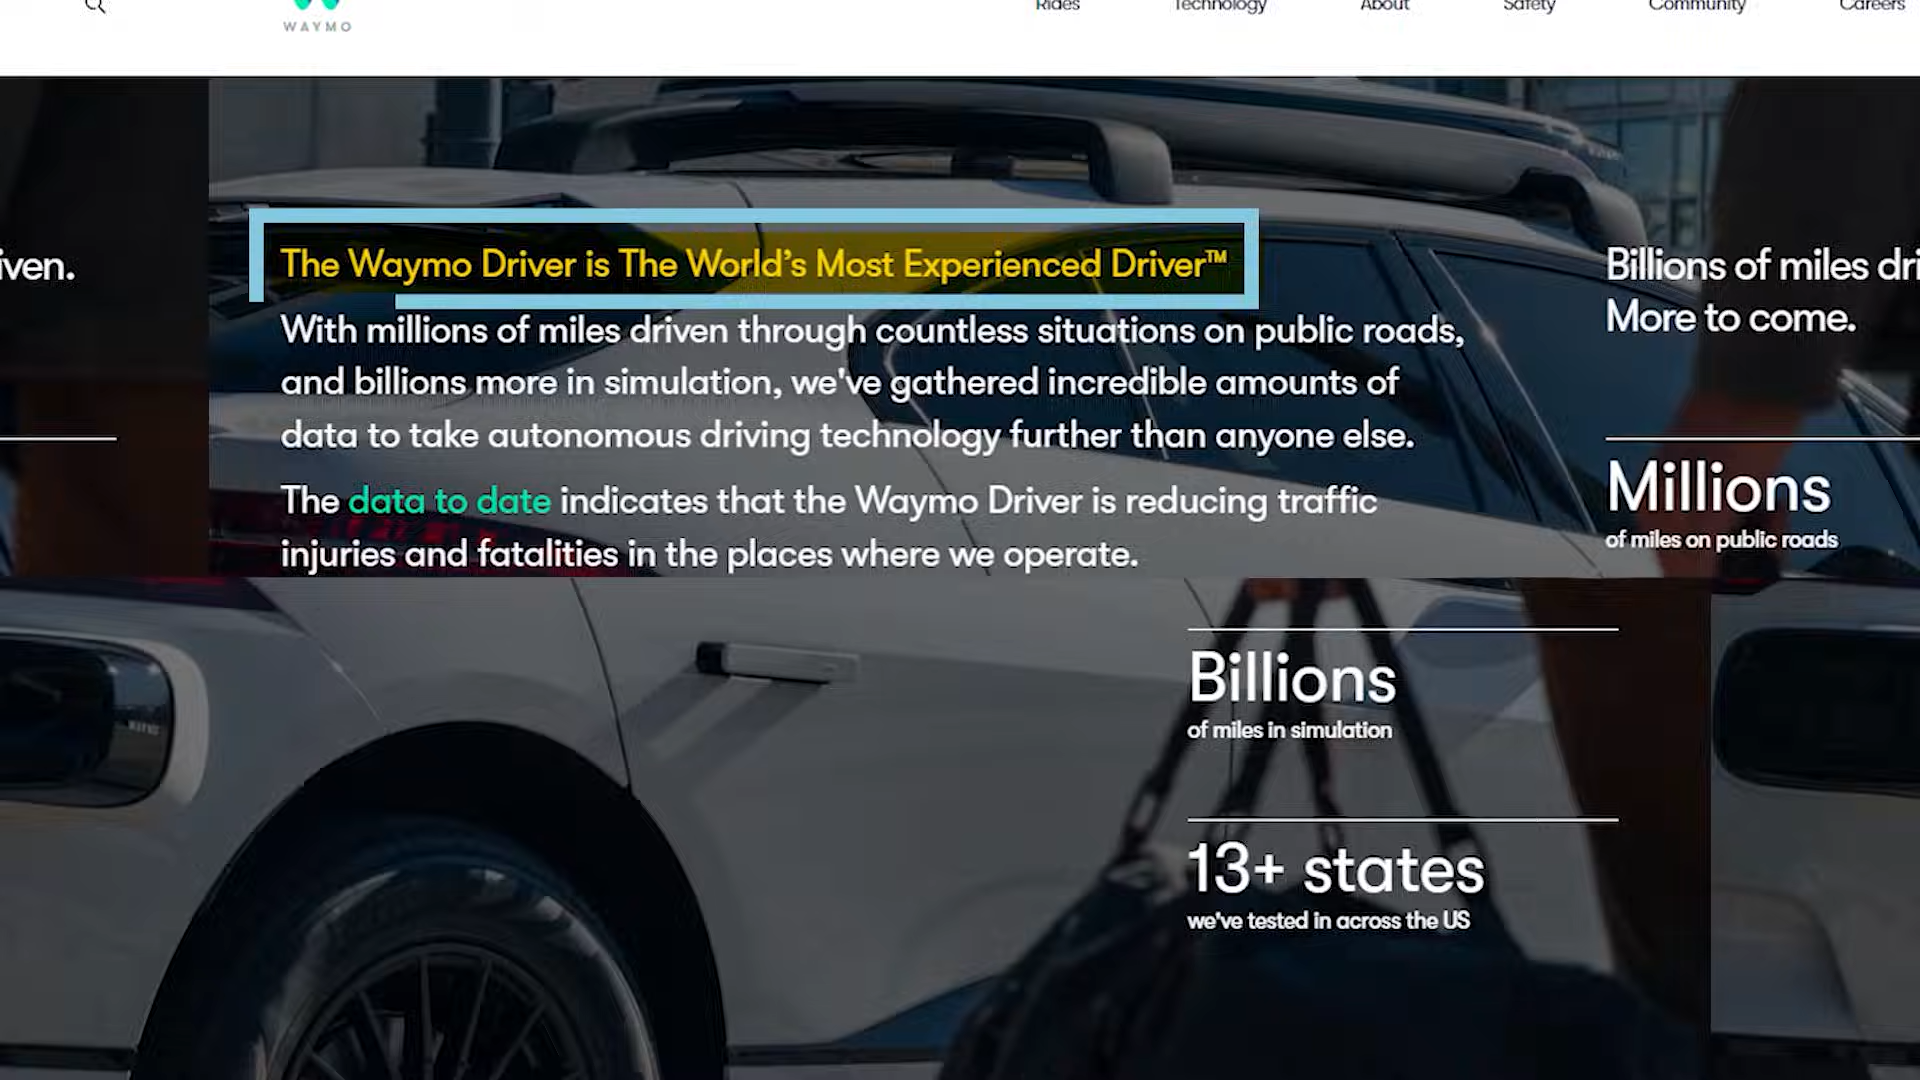 WAYMO
Rides Technology About Safety Community Careers
iven.
The Waymo Driver is The World's Most Experienced Driver™
With millions of miles driven through countless situations on public roads,
and billions more in simulation, we've gathered incredible amounts of
data to take autonomous driving technology further than anyone else.
The data to date indicates that the Waymo Driver is reducing traffic
injuries and fatalities in the places where we operate.
Billions of miles dri
More to come.
Millions
of miles on public roads
Billions
of miles in simulation
13+ states
we've tested in across the US